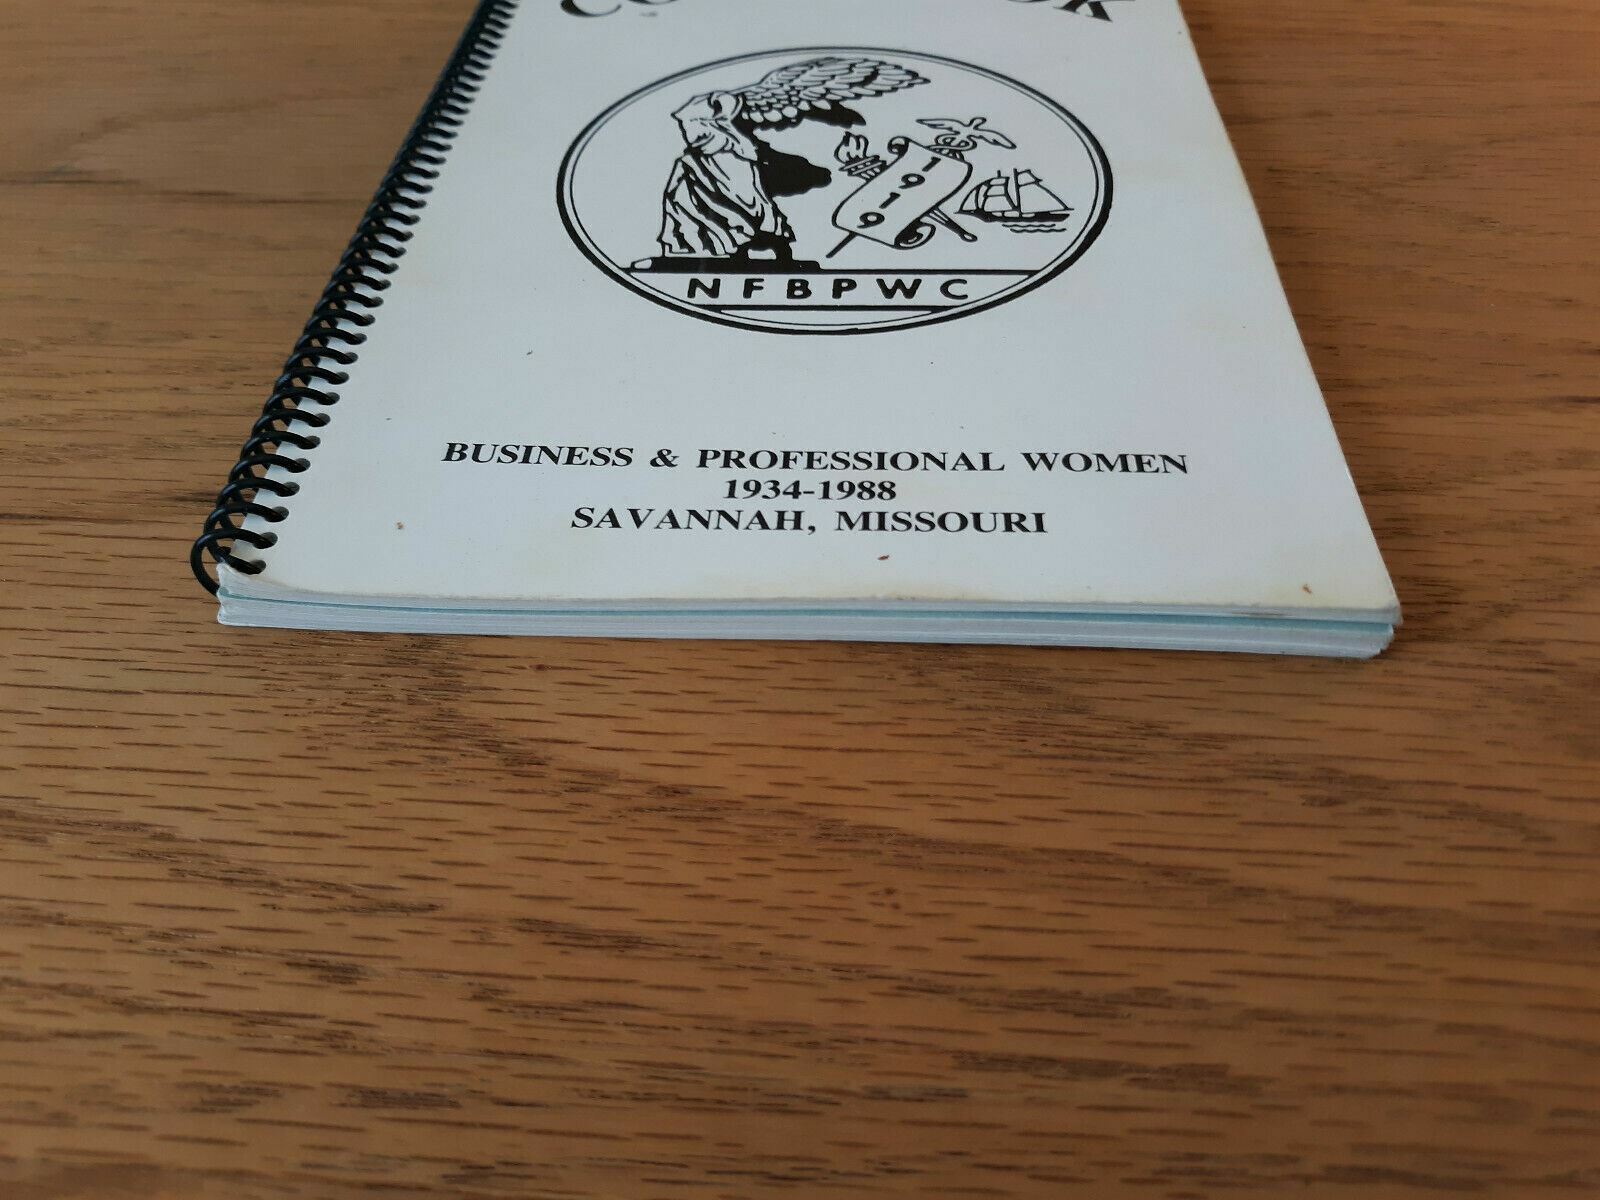 1919
NFBPWC
BUSINESS & PROFESSIONAL WOMEN
1934-1988
SAVANNAH, MISSOURI